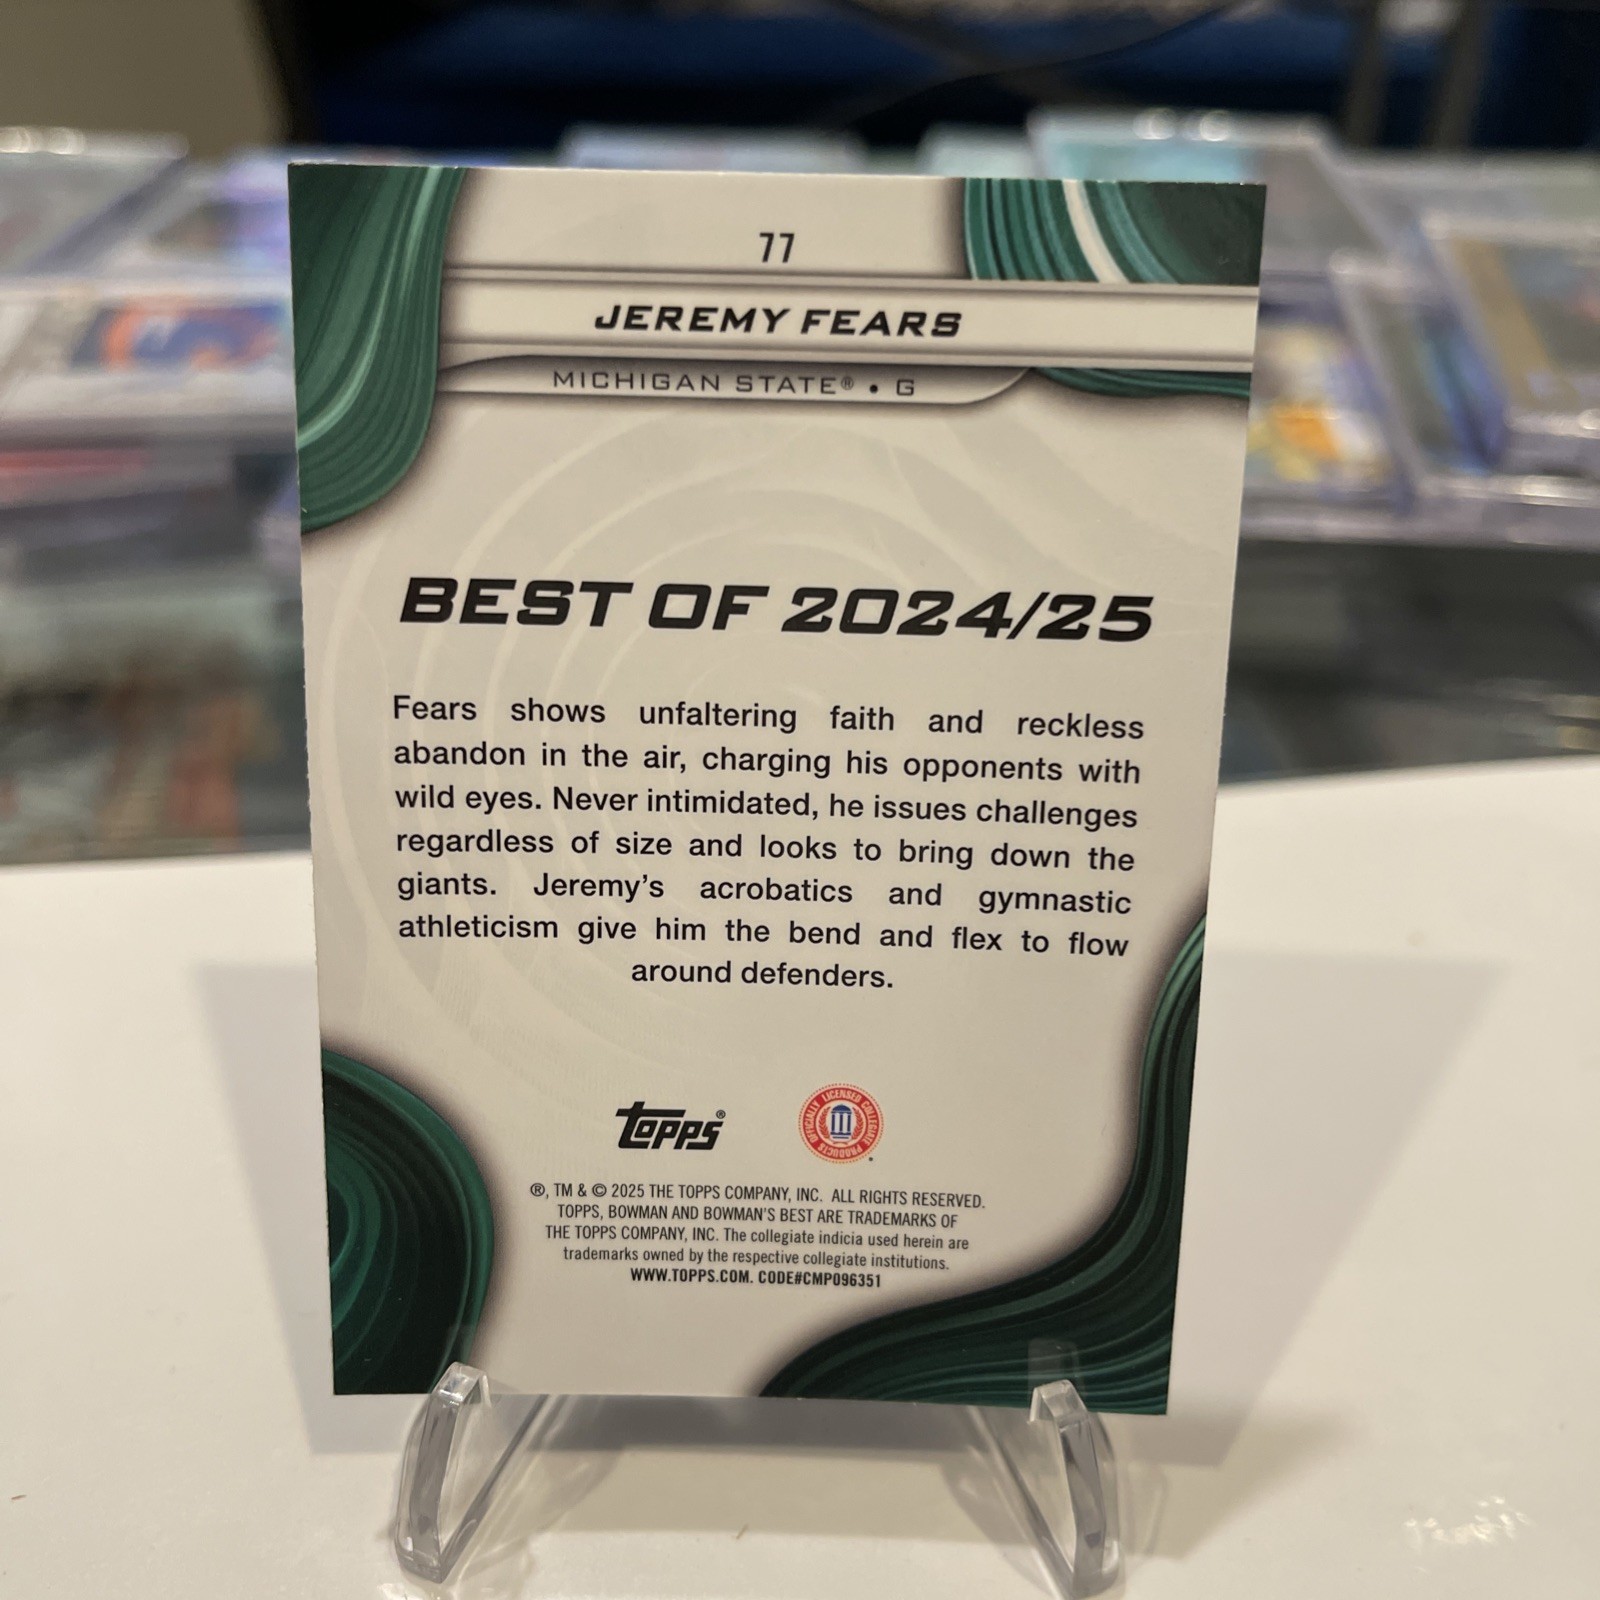 77
JEREMY FEARS
MICHIGAN STATE® • G
BEST OF 2024/25
Fears shows unfaltering faith and reckless
abandon in the air, charging his opponents with
wild eyes. Never intimidated, he issues challenges
regardless of size and looks to bring down the
giants. Jeremy's acrobatics and gymnastic
athleticism give him the bend and flex to flow
around defenders.
Topps®
OFFICIALLY LICENSED COLLEGIATE PRODUCTS
®, TM & © 2025 THE TOPPS COMPANY, INC. ALL RIGHTS RESERVED.
TOPPS, BOWMAN AND BOWMAN'S BEST ARE TRADEMARKS OF
THE TOPPS COMPANY, INC. The collegiate indicia used herein are
trademarks owned by the respective collegiate institutions.
WWW.TOPPS.COM. CODE#CMP096351